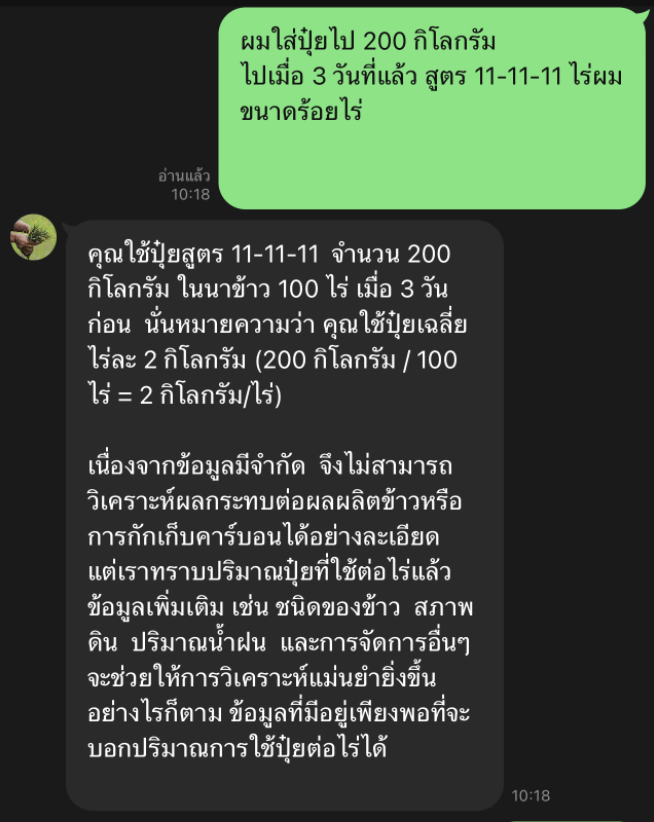 ผมใส่ปุ๋ยไป 200 กิโลกรัม
ไปเมื่อ 3 วันที่แล้ว สูตร 11-11-11 ไร่ผม
ขนาดร้อยไร่
อ่านแล้ว
10:18
คุณใช้ปุ๋ยสูตร 11-11-11 จำนวน 200
กิโลกรัม ในนาข้าว 100 ไร่ เมื่อ 3 วัน
ก่อน นั่นหมายความว่า คุณใช้ปุ๋ยเฉลี่ย
ไร่ละ 2 กิโลกรัม (200 กิโลกรัม / 100
ไร่ = 2 กิโลกรัม/ไร่)
เนื่องจากข้อมูลมีจำกัด จึงไม่สามารถ
วิเคราะห์ผลกระทบต่อผลผลิตข้าวหรือ
การกักเก็บคาร์บอนได้อย่างละเอียด
แต่เราทราบปริมาณปุ๋ยที่ใช้ต่อไร่แล้ว
ข้อมูลเพิ่มเติม เช่น ชนิดของข้าว สภาพ
ดิน ปริมาณน้ำฝน และการจัดการอื่นๆ
จะช่วยให้การวิเคราะห์แม่นยำยิ่งขึ้น
อย่างไรก็ตาม ข้อมูลที่มีอยู่เพียงพอที่จะ
บอกปริมาณการใช้ปุ๋ยต่อไร่ได้
10:18